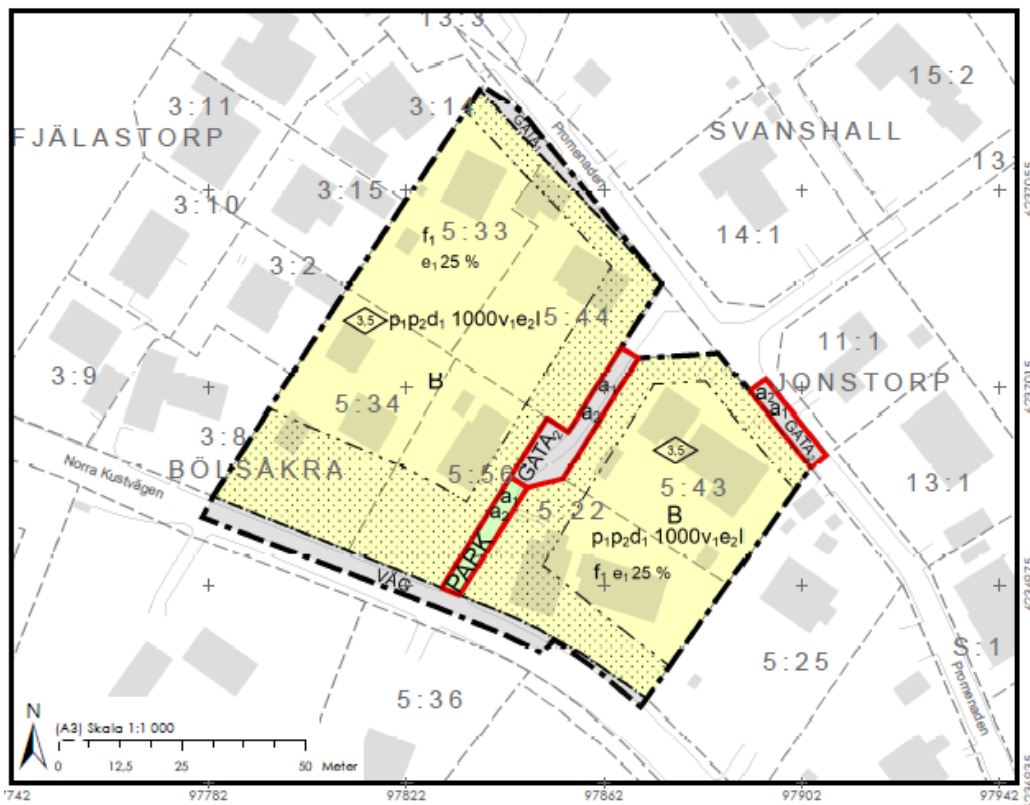 13:3
15:2
3:11
3:14
FJÄLASTORP
GATA₁
Promenaden
SVANSHALL
13
3:15
3:10
f₁ 5:33
14:1
e₁ 25 %
3:2
3,5 p₁p₂d₁ 1000v₁e₂I 5:44
11:1
3:9
B
a₁
a₂
JONSTORP
a₂
a₁
5:34
GATA₂
GATA₂
3:8
3,5
BÖLSÅKRA
5:56
5:43
13:1
Norra Kustvägen
a₁
a₂
5:22
B
p₁p₂d₁ 1000v₁e₂I
PARK
f₁ e₁ 25 %
VÄG
S:1
5:25
5:36
Promenaden
N
(A3) Skala 1:1 000
0 12,5 25 50 Meter
97782 97822 97862 97902 97942